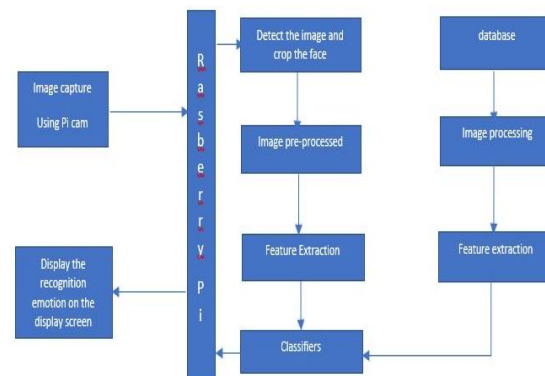 Image capture
Using Pi cam
Display the
recognition
emotion on the
display screen
R
a
s
b
e
r
r
y
P
i
Detect the image and
crop the face
Image pre-processed
Feature Extraction
Classifiers
database
Image processing
Feature extraction